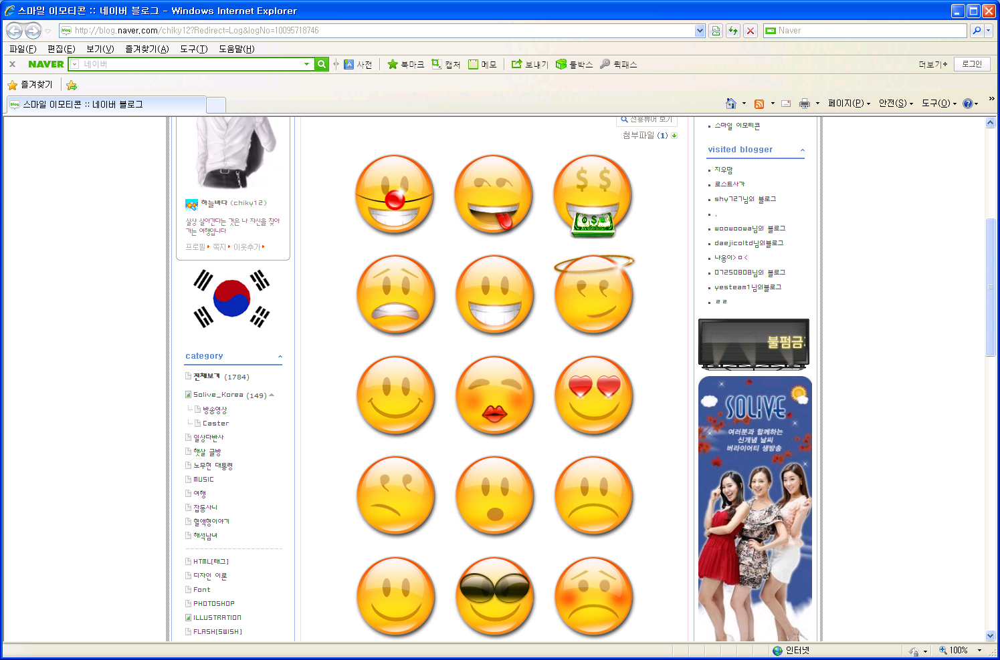 스마일 이모티콘 :: 네이버 블로그 - Windows Internet Explorer
http://blog.naver.com/chiky12?Redirect=Log&logNo=10095718746
Naver
파일(F) 편집(E) 보기(V) 즐겨찾기(A) 도구(T) 도움말(H)
x NAVER 네이버 사전 북마크 캡처 메모 보내기 툴박스 퀵패스 더보기+ 로그인
즐겨찾기
스마일 이모티콘 :: 네이버 블로그
페이지(P) 안전(S) 도구(O) »
하늘바다 (chiky12)
실상 살아간다는 것은 나 자신을 찾아
가는 여행입니다
프로필 쪽지 이웃추가
category
전체보기 (1784)
Solive_Korea (149)
방송영상
Caster
일상다반사
햇살 글방
노무현 대통령
MUSIC
여행
잡동사니
혈액형이야기
해석남녀
HTML[태그]
디자인 이론
Font
PHOTOSHOP
ILLUSTRATION
FLASH[SWISH]
전용뷰어 보기
첨부파일 (1)
스마일 이모티콘
visited blogger
지우맘
로스트사가
shy727님의 블로그
.
woowoowa님의 블로그
daejicoltd님의블로그
냐옹이>ㅁ<
07250808님의 블로그
yesteam1님의블로그
ㄹㄹ
불펌금
SOLIVE
여러분과 함께하는
신개념 날씨
버라이어티 생방송
인터넷
100%